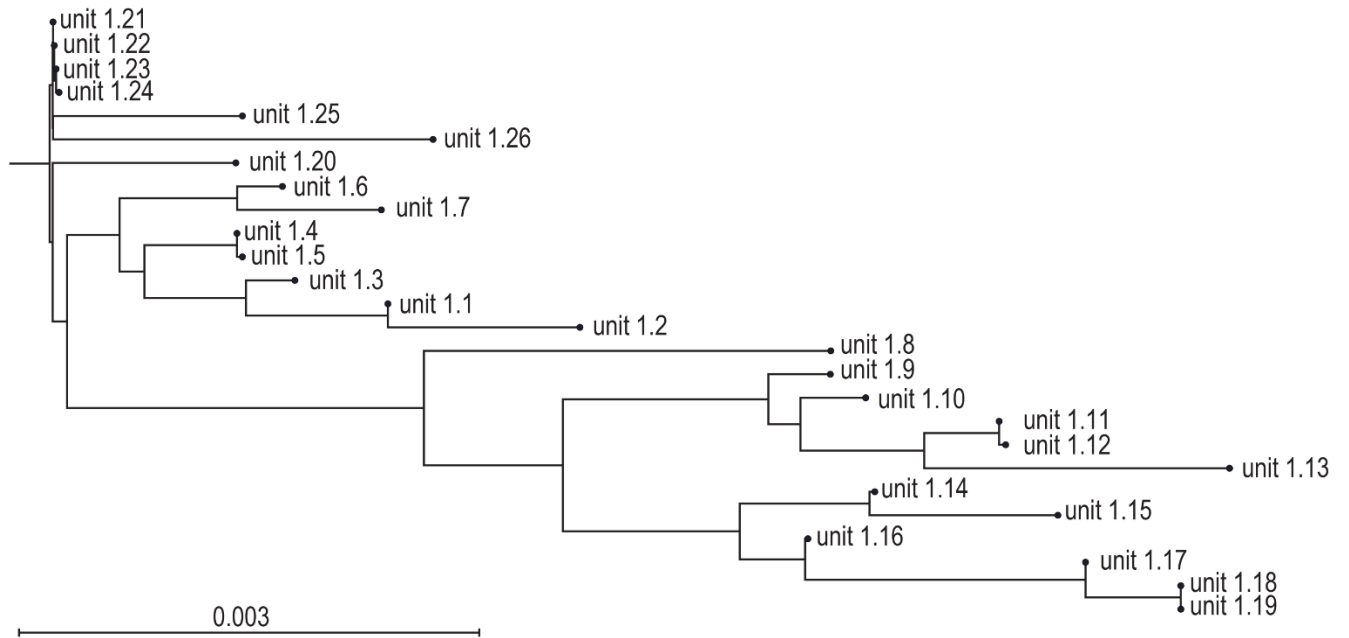 unit 1.21
unit 1.22
unit 1.23
unit 1.24
unit 1.25
unit 1.26
unit 1.20
unit 1.6
unit 1.7
unit 1.4
unit 1.5
unit 1.3
unit 1.1
unit 1.2
unit 1.8
unit 1.9
unit 1.10
unit 1.11
unit 1.12
unit 1.13
unit 1.14
unit 1.15
unit 1.16
unit 1.17
unit 1.18
unit 1.19
0.003